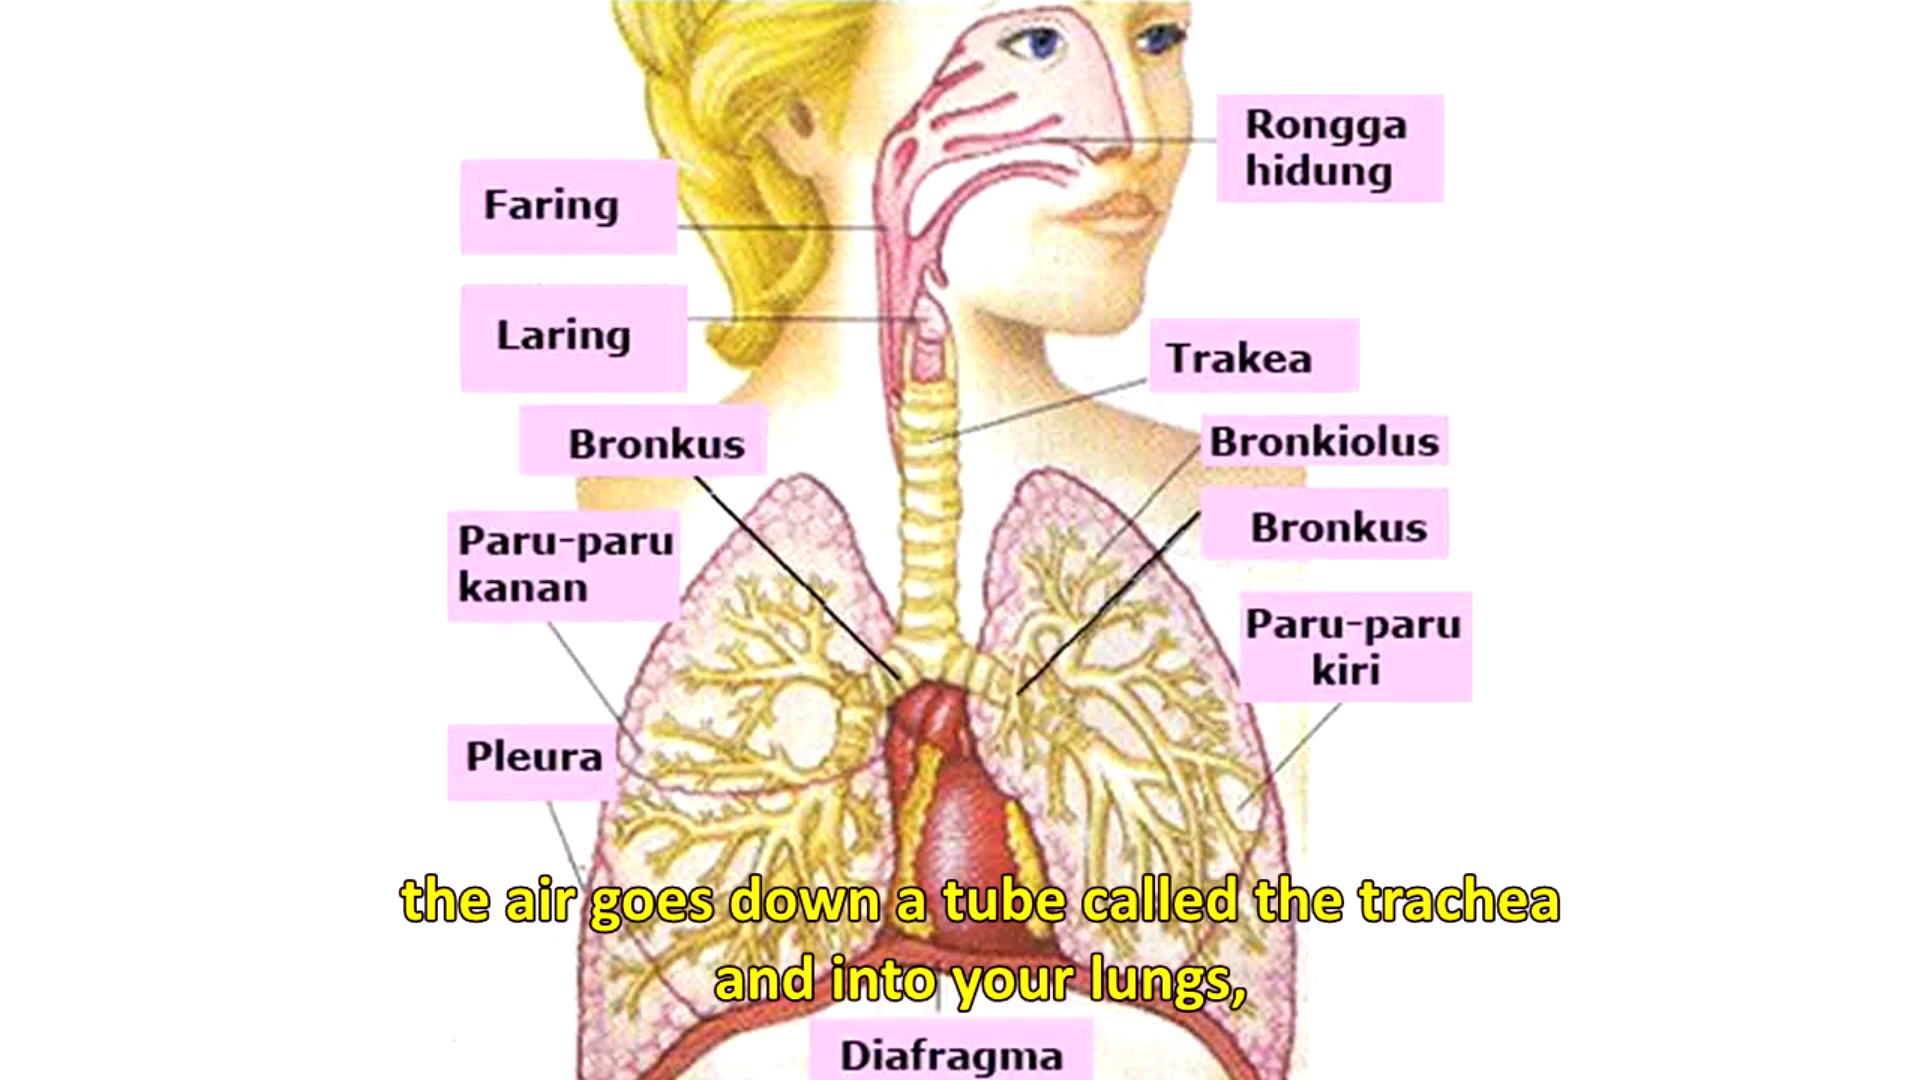 Rongga
hidung
Faring
Laring
Trakea
Bronkus
Bronkiolus
Bronkus
Paru-paru
kanan
Paru-paru
kiri
Pleura
the air goes down a tube called the trachea
and into your lungs,
Diafragma